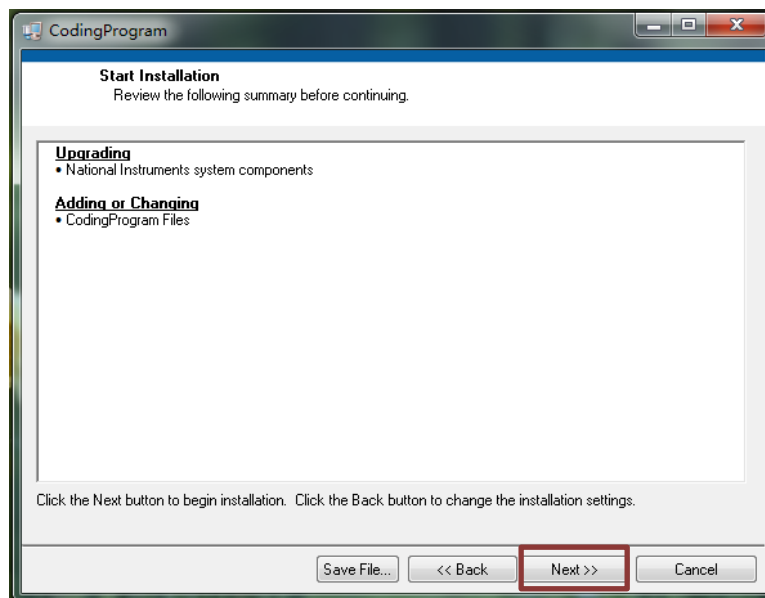 CodingProgram
Start Installation
Review the following summary before continuing.
Upgrading
• National Instruments system components
Adding or Changing
• CodingProgram Files
Click the Next button to begin installation.  Click the Back button to change the installation settings.
Save File... << Back Next >> Cancel